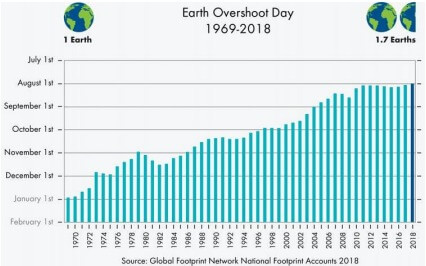 Earth Overshoot Day
1969-2018
1 Earth
1.7 Earths
July 1st
August 1st
September 1st
October 1st
November 1st
December 1st
January 1st
February 1st
1970
1972
1974
1976
1978
1980
1982
1984
1986
1988
1990
1992
1994
1996
1998
2000
2002
2004
2006
2008
2010
2012
2014
2016
2018
Source: Global Footprint Network National Footprint Accounts 2018